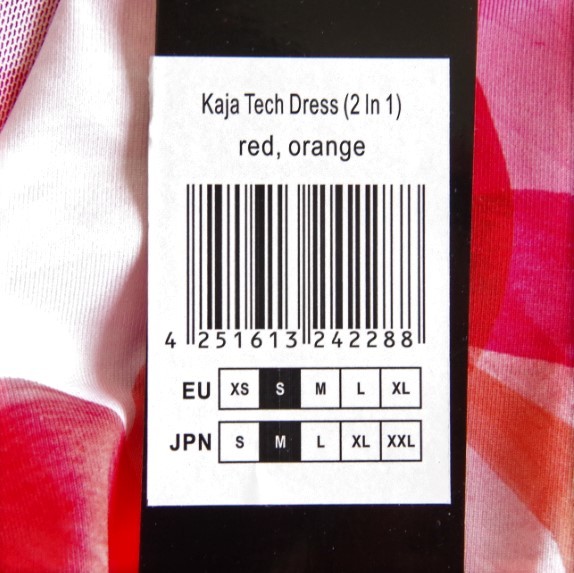 Kaja Tech Dress (2 In 1)
red, orange
4 251613 242288
EU XS S M L XL
JPN S M L XL XXL